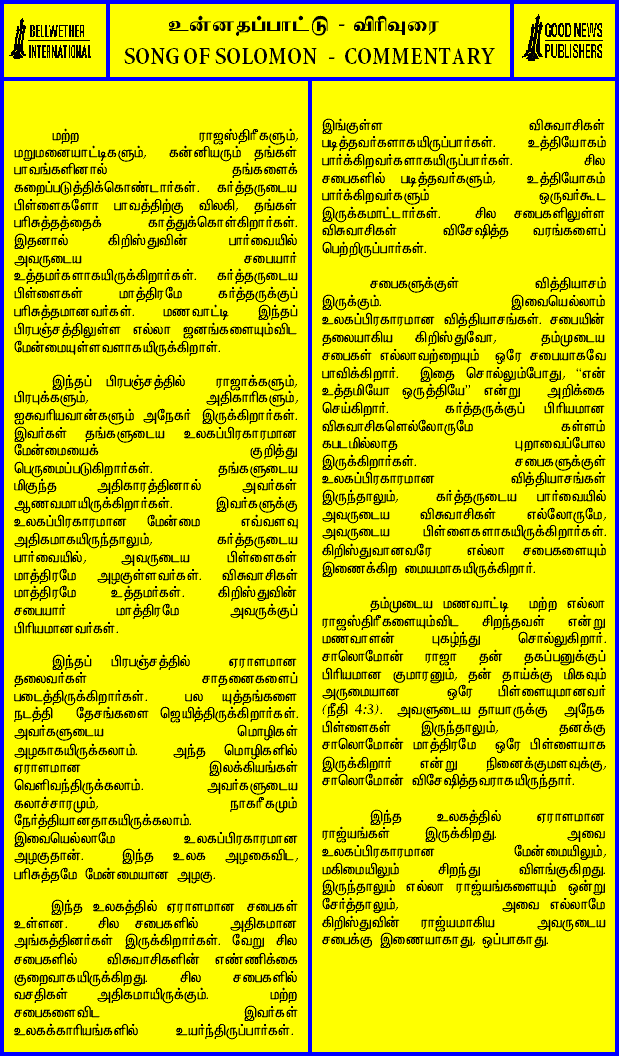 BELLWETHER
INTERNATIONAL
உன்னதப்பாட்டு - விரிவுரை
SONG OF SOLOMON - COMMENTARY
GOOD NEWS
PUBLISHERS
மற்ற ராஜஸ்திரீகளும்,
மறுமனையாட்டிகளும், கன்னியரும் தங்கள்
பாவங்களினால் தங்களைக்
கறைப்படுத்திக்கொண்டார்கள். கர்த்தருடைய
பிள்ளைகளோ பாவத்திற்கு விலகி, தங்கள்
பரிசுத்தத்தைக் காத்துக்கொள்கிறார்கள்.
இதனால் கிறிஸ்துவின் பார்வையில்
அவருடைய சபையார்
உத்தமர்களாகயிருக்கிறார்கள். கர்த்தருடைய
பிள்ளைகள் மாத்திரமே கர்த்தருக்குப்
பரிசுத்தமானவர்கள். மணவாட்டி இந்தப்
பிரபஞ்சத்திலுள்ள எல்லா ஜனங்களையும்விட
மேன்மையுள்ளவளாகயிருக்கிறாள்.
இந்தப் பிரபஞ்சத்தில் ராஜாக்களும்,
பிரபுக்களும், அதிகாரிகளும்,
ஐசுவரியவான்களும் அநேகர் இருக்கிறார்கள்.
இவர்கள் தங்களுடைய உலகப்பிரகாரமான
மேன்மையைக் குறித்து
பெருமைப்படுகிறார்கள். தங்களுடைய
மிகுந்த அதிகாரத்தினால் அவர்கள்
ஆணவமாயிருக்கிறார்கள். இவர்களுக்கு
உலகப்பிரகாரமான மேன்மை எவ்வளவு
அதிகமாகயிருந்தாலும், கர்த்தருடைய
பார்வையில், அவருடைய பிள்ளைகள்
மாத்திரமே அழகுள்ளவர்கள். விசுவாசிகள்
மாத்திரமே உத்தமர்கள். கிறிஸ்துவின்
சபையார் மாத்திரமே அவருக்குப்
பிரியமானவர்கள்.
இந்தப் பிரபஞ்சத்தில் ஏராளமான
தலைவர்கள் சாதனைகளைப்
படைத்திருக்கிறார்கள். பல யுத்தங்களை
நடத்தி தேசங்களை ஜெயித்திருக்கிறார்கள்.
அவர்களுடைய மொழிகள்
அழகாகயிருக்கலாம். அந்த மொழிகளில்
ஏராளமான இலக்கியங்கள்
வெளிவந்திருக்கலாம். அவர்களுடைய
கலாச்சாரமும், நாகரீகமும்
நேர்த்தியானதாகயிருக்கலாம்.
இவையெல்லாமே உலகப்பிரகாரமான
அழகுதான். இந்த உலக அழகைவிட,
பரிசுத்தமே மேன்மையான அழகு.
இந்த உலகத்தில் ஏராளமான சபைகள்
உள்ளன. சில சபைகளில் அதிகமான
அங்கத்தினர்கள் இருக்கிறார்கள். வேறு சில
சபைகளில் விசுவாசிகளின் எண்ணிக்கை
குறைவாகயிருக்கிறது. சில சபைகளில்
வசதிகள் அதிகமாயிருக்கும். மற்ற
சபைகளைவிட இவர்கள்
உலகக்காரியங்களில் உயர்ந்திருப்பார்கள்.
இங்குள்ள விசுவாசிகள்
படித்தவர்களாகயிருப்பார்கள். உத்தியோகம்
பார்க்கிறவர்களாகயிருப்பார்கள். சில
சபைகளில் படித்தவர்களும், உத்தியோகம்
பார்க்கிறவர்களும் ஒருவர்கூட
இருக்கமாட்டார்கள். சில சபைகளிலுள்ள
விசுவாசிகள் விசேஷித்த வரங்களைப்
பெற்றிருப்பார்கள்.
சபைகளுக்குள் வித்தியாசம்
இருக்கும். இவையெல்லாம்
உலகப்பிரகாரமான வித்தியாசங்கள். சபையின்
தலையாகிய கிறிஸ்துவோ, தம்முடைய
சபைகள் எல்லாவற்றையும் ஒரே சபையாகவே
பாவிக்கிறார். இதை சொல்லும்போது, “என்
உத்தமியோ ஒருத்தியே” என்று அறிக்கை
செய்கிறார். கர்த்தருக்குப் பிரியமான
விசுவாசிகளெல்லோருமே கள்ளம்
கபடமில்லாத புறாவைப்போல
இருக்கிறார்கள். சபைகளுக்குள்
உலகப்பிரகாரமான வித்தியாசங்கள்
இருந்தாலும், கர்த்தருடைய பார்வையில்
அவருடைய விசுவாசிகள் எல்லோருமே,
அவருடைய பிள்ளைகளாகயிருக்கிறார்கள்.
கிறிஸ்துவானவரே எல்லா சபைகளையும்
இணைக்கிற மையமாகயிருக்கிறார்.
தம்முடைய மணவாட்டி மற்ற எல்லா
ராஜஸ்திரீகளையும்விட சிறந்தவள் என்று
மணவாளன் புகழ்ந்து சொல்லுகிறார்.
சாலொமோன் ராஜா தன் தகப்பனுக்குப்
பிரியமான குமாரனும், தன் தாய்க்கு மிகவும்
அருமையான ஒரே பிள்ளையுமானவர்
(நீதி 4:3). அவளுடைய தாயாருக்கு அநேக
பிள்ளைகள் இருந்தாலும், தனக்கு
சாலொமோன் மாத்திரமே ஒரே பிள்ளையாக
இருக்கிறார் என்று நினைக்குமளவுக்கு,
சாலொமோன் விசேஷித்தவராகயிருந்தார்.
இந்த உலகத்தில் ஏராளமான
ராஜ்யங்கள் இருக்கிறது. அவை
உலகப்பிரகாரமான மேன்மையிலும்,
மகிமையிலும் சிறந்து விளங்குகிறது.
இருந்தாலும் எல்லா ராஜ்யங்களையும் ஒன்று
சேர்த்தாலும், அவை எல்லாமே
கிறிஸ்துவின் ராஜ்யமாகிய அவருடைய
சபைக்கு இணையாகாது, ஒப்பாகாது.